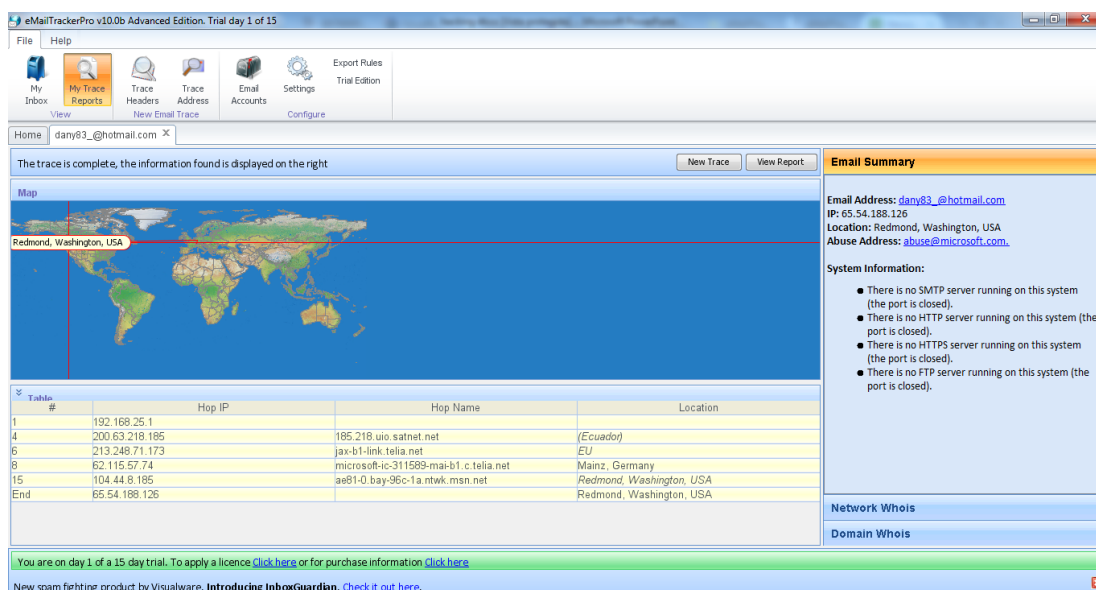 eMailTrackerPro v10.0b Advanced Edition. Trial day 1 of 15
File Help
My Inbox
My Trace Reports
Trace Headers
Trace Address
Email Accounts
Settings
Export Rules
Trial Edition
View
New Email Trace
Configure
Home
dany83_@hotmail.com X
The trace is complete, the information found is displayed on the right
New Trace
View Report
Map
Redmond, Washington, USA
Table
# Hop IP Hop Name Location
1 192.168.25.1
4 200.63.218.185 185.218.uio.satnet.net (Ecuador)
6 213.248.71.173 jax-b1-link.telia.net EU
8 62.115.57.74 microsoft-ic-311589-mai-b1.c.telia.net Mainz, Germany
15 104.44.8.185 ae81-0.bay-96c-1a.ntwk.msn.net Redmond, Washington, USA
End 65.54.188.126 Redmond, Washington, USA
Email Summary
Email Address: dany83_@hotmail.com
IP: 65.54.188.126
Location: Redmond, Washington, USA
Abuse Address: abuse@microsoft.com,
System Information:
There is no SMTP server running on this system
(the port is closed).
There is no HTTP server running on this system (the
port is closed).
There is no HTTPS server running on this system
(the port is closed).
There is no FTP server running on this system (the
port is closed).
Network Whois
Domain Whois
You are on day 1 of a 15 day trial. To apply a licence Click here or for purchase information Click here
New spam fighting product by Visualware. Introducing InboxGuardian. Check it out here.